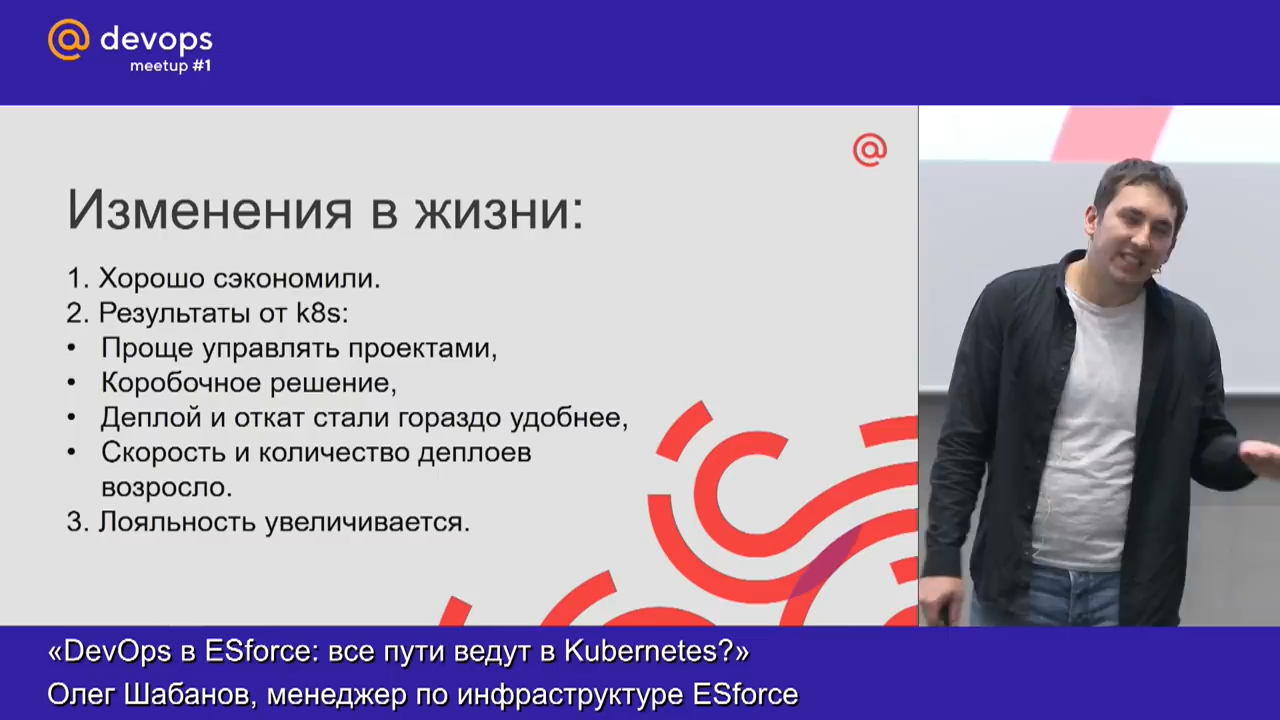 @ devops
meetup #1
@
Изменения в жизни:
1. Хорошо сэкономили.
2. Результаты от k8s:
• Проще управлять проектами,
• Коробочное решение,
• Деплой и откат стали гораздо удобнее,
• Скорость и количество деплоев
возросло.
3. Лояльность увеличивается.
«DevOps в ESforce: все пути ведут в Kubernetes?»
Олег Шабанов, менеджер по инфраструктуре ESforce